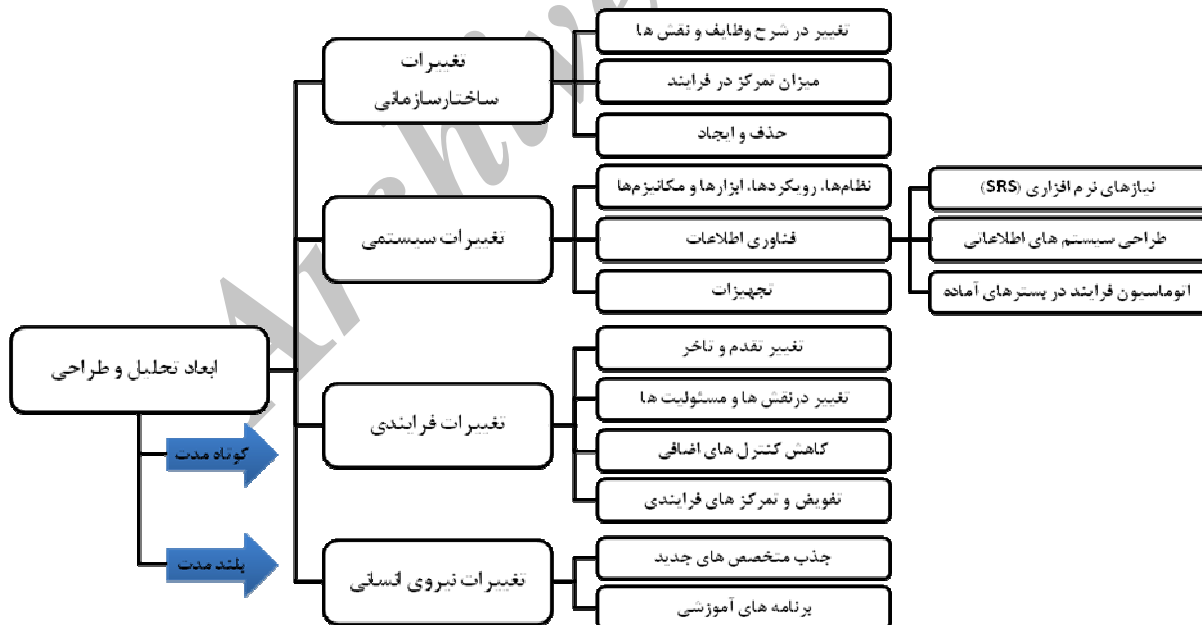 ابعاد تحلیل و طراحی
کوتاه مدت
بلند مدت
تغییرات
ساختارسازمانی
تغییر در شرح وظایف و نقش ها
میزان تمرکز در فرایند
حذف و ایجاد
تغییرات سیستمی
نظام‌ها، رویکردها، ابزارها و مکانیزم‌ها
فناوری اطلاعات
نیازهای نرم افزاری (SRS)
طراحی سیستم های اطلاعاتی
اتوماسیون فرایند در بسترهای آماده
تجهیزات
تغییرات فرایندی
تغییر تقدم و تاخر
تغییر درنقش ها و مسئولیت ها
کاهش کنترل های اضافی
تفویض و تمرکز های فرایندی
تغییرات نیروی انسانی
جذب متخصص های جدید
برنامه های آموزشی
Archive